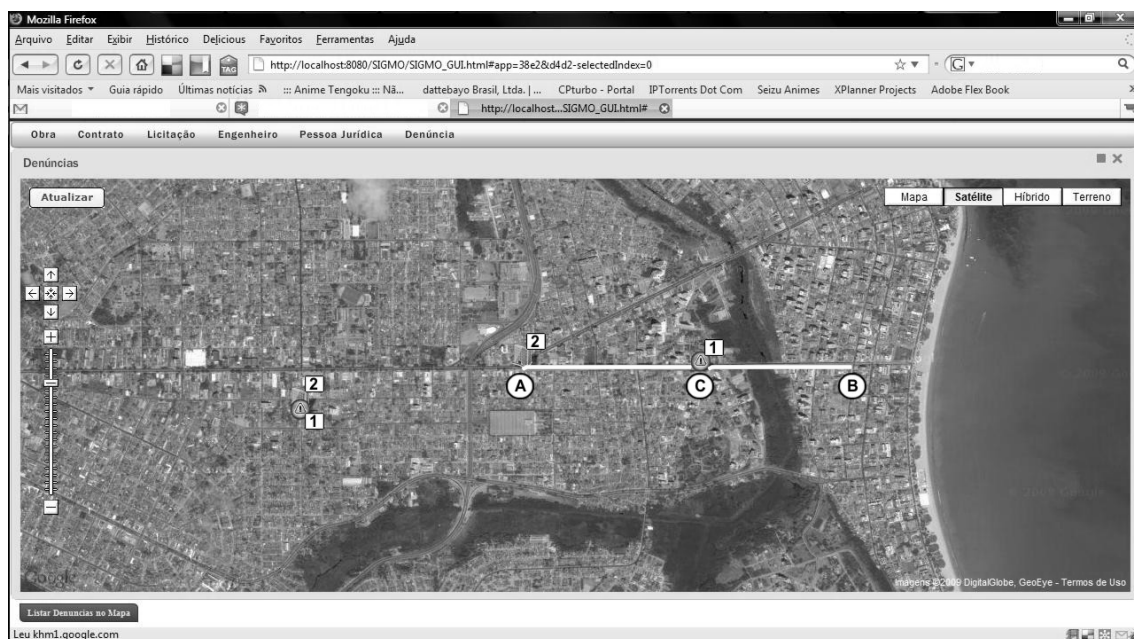 Mozilla Firefox
Arquivo Editar Exibir Histórico Delicious Favoritos Ferramentas Ajuda
TAG http://localhost:8080/SIGMO/SIGMO_GUI.html#app=38e2&d4d2-selectedIndex=0 G
Mais visitados Guia rápido Últimas notícias ::: Anime Tengoku ::: Nã... dattebayo Brasil, Ltda. | ... CPturbo - Portal IPTorrents Dot Com Seizu Animes XPlanner Projects Adobe Flex Book
http://localhost...SIGMO_GUI.html#
Obra Contrato Licitação Engenheiro Pessoa Jurídica Denúncia
Denúncias
Atualizar Mapa Satélite Híbrido Terreno
2 1
A C B
2
1
Google
Imagens ©2009 DigitalGlobe, GeoEye - Termos de Uso
Listar Denuncias no Mapa
Leu khm1.google.com